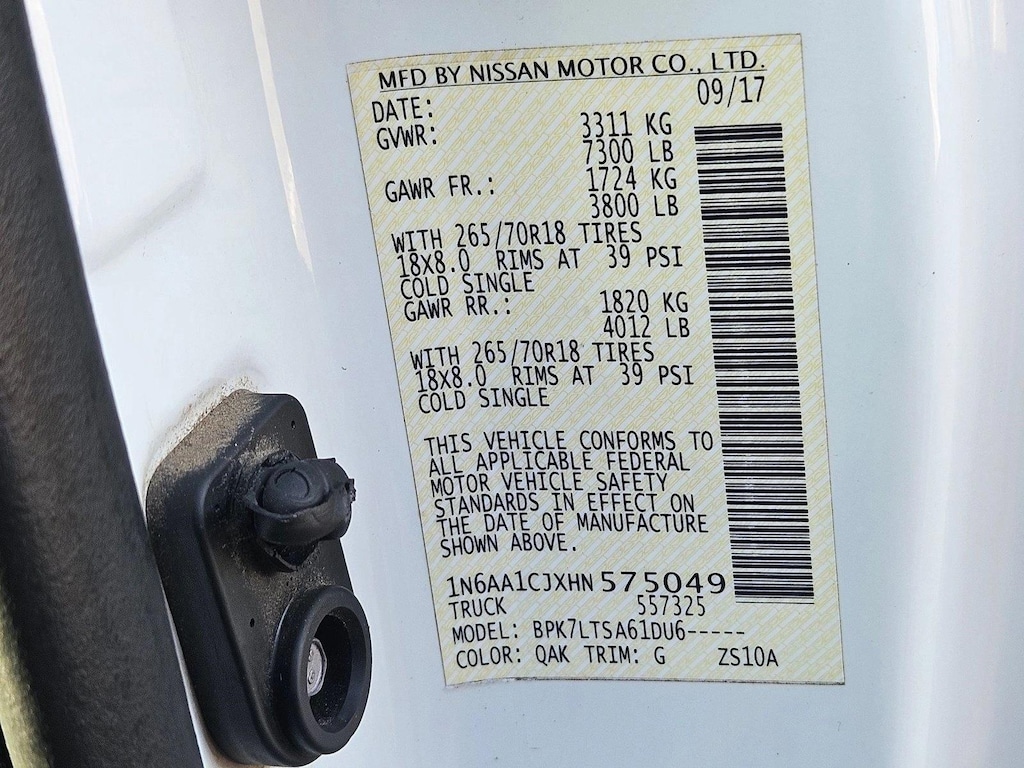 MFD BY NISSAN MOTOR CO., LTD.
DATE: 09/17
GVWR: 3311 KG
7300 LB
GAWR FR.: 1724 KG
3800 LB
WITH 265/70R18 TIRES
18X8.0 RIMS AT 39 PSI
COLD SINGLE
GAWR RR.: 1820 KG
4012 LB
WITH 265/70R18 TIRES
18X8.0 RIMS AT 39 PSI
COLD SINGLE
THIS VEHICLE CONFORMS TO
ALL APPLICABLE FEDERAL
MOTOR VEHICLE SAFETY
STANDARDS IN EFFECT ON
THE DATE OF MANUFACTURE
SHOWN ABOVE.
1N6AA1CJXHN575049
TRUCK 557325
MODEL: BPK7LTSA61DU6-----
COLOR: QAK TRIM: G ZS10A